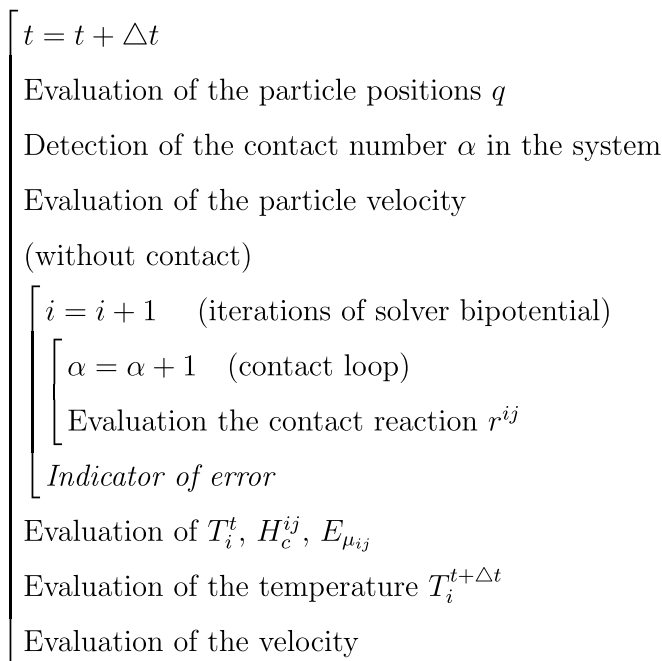 t = t + △t
Evaluation of the particle positions q
Detection of the contact number α in the system
Evaluation of the particle velocity
(without contact)
i = i + 1 (iterations of solver bipotential)
α = α + 1 (contact loop)
Evaluation the contact reaction r^{ij}
Indicator of error
Evaluation of T_i^t, H_c^{ij}, E_{μ_{ij}}
Evaluation of the temperature T_i^{t+△t}
Evaluation of the velocity